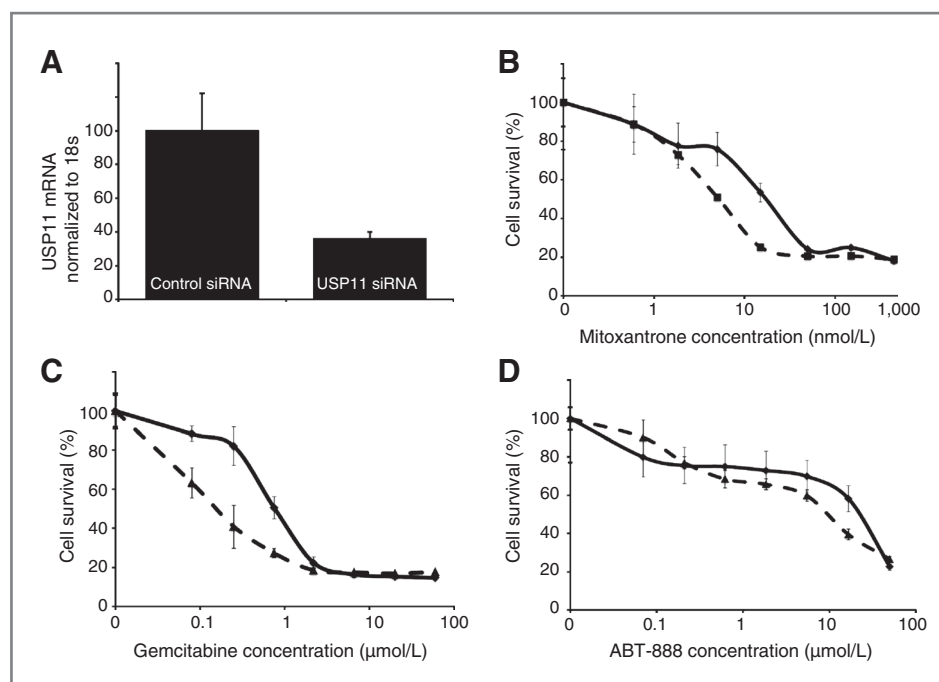 A
USP11 mRNA
normalized to 18s
100
80
60
40
20
0
Control siRNA
USP11 siRNA
B
Cell survival (%)
100
80
60
40
20
0
0
1
10
100
1,000
Mitoxantrone concentration (nmol/L)
C
Cell survival (%)
100
80
60
40
20
0
0
0.1
1
10
100
Gemcitabine concentration (µmol/L)
D
Cell survival (%)
100
80
60
40
20
0
0
0.1
1
10
100
ABT-888 concentration (µmol/L)